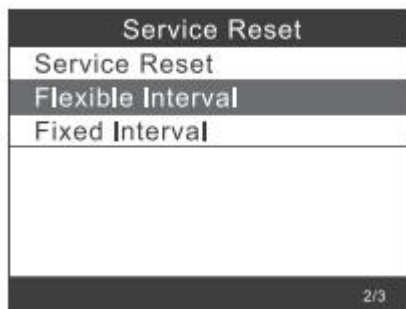 Service Reset
Service Reset
Flexible Interval
Fixed Interval
2/3